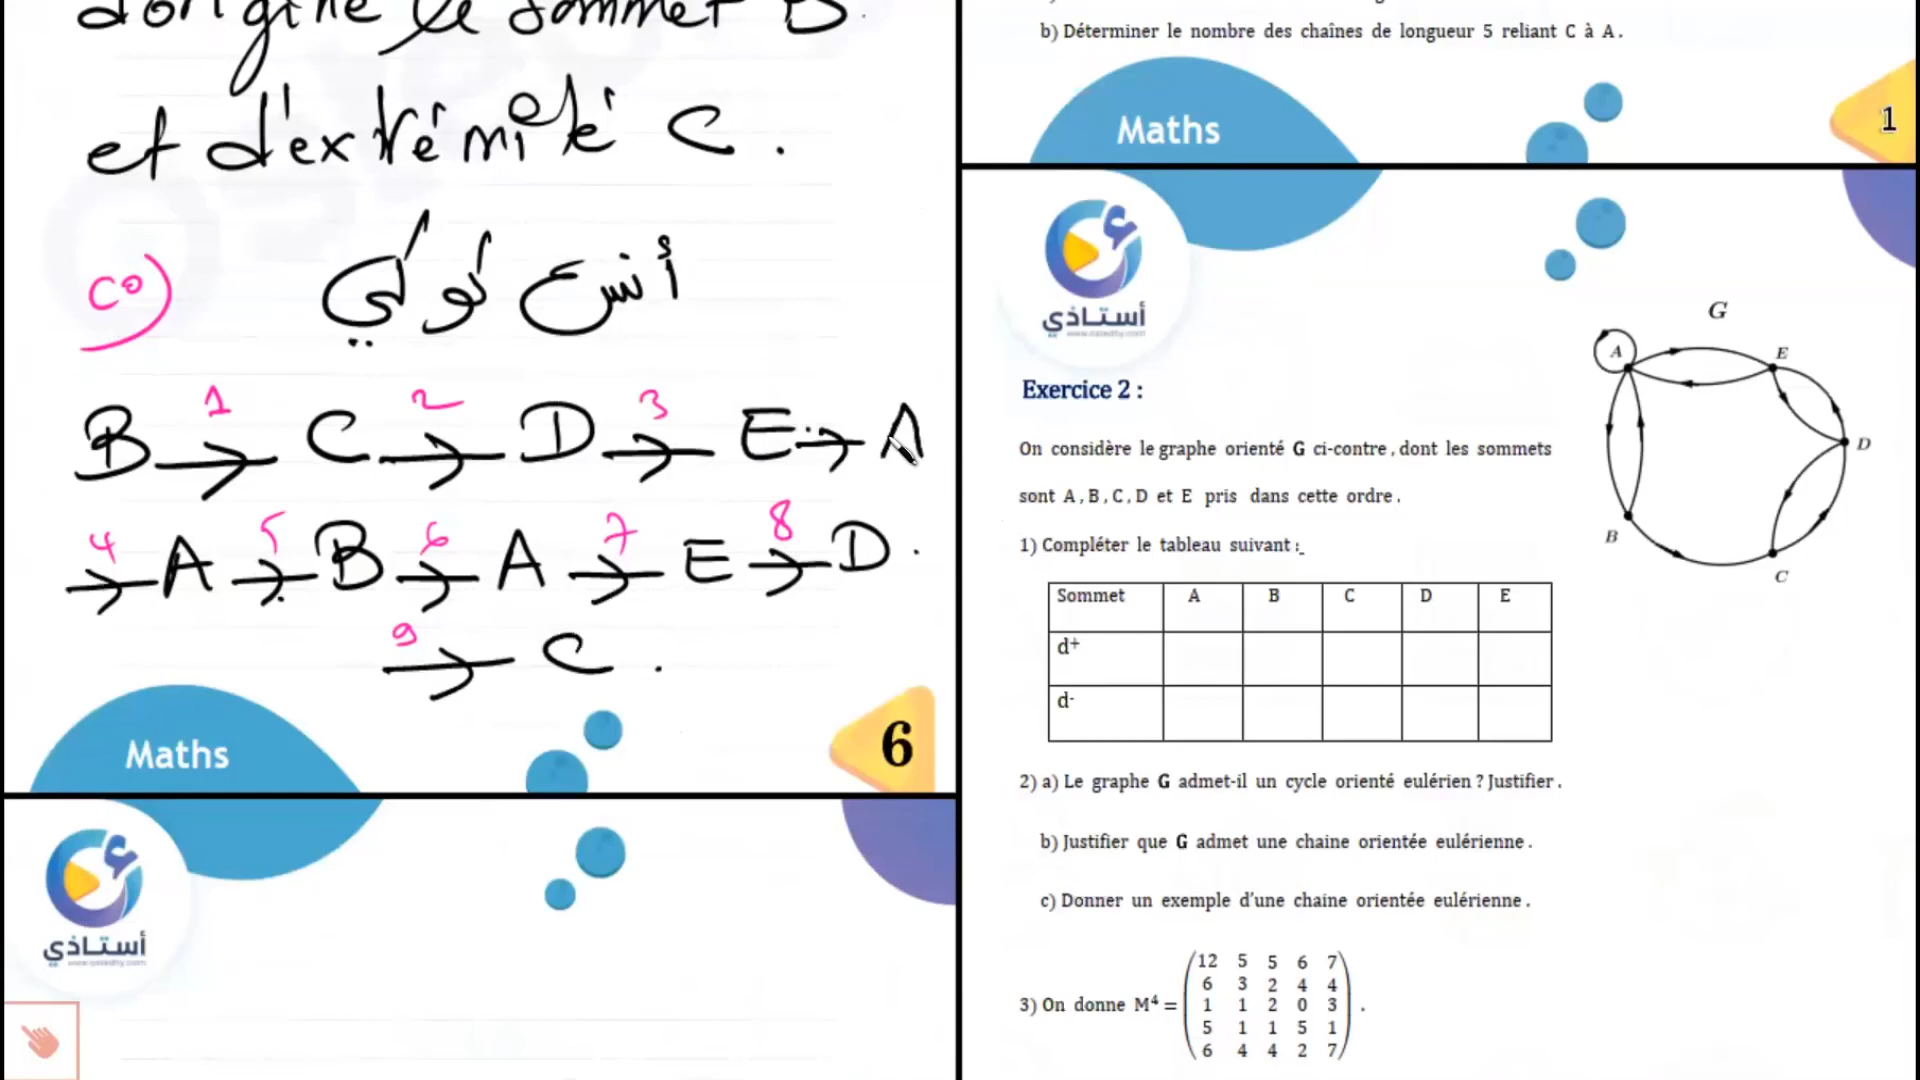 d'origine le sommet B.
et d'extrémité C.
c°) أنسع لولي
1 2 3
B → C → D → E → A
4 5 6 7 8
→ A → B → A → E → D.
9
→ C.
Maths
6
أستاذي
b) Déterminer le nombre des chaînes de longueur 5 reliant C à A.
Maths
1
أستاذي
G
A
E
D
B
C
Exercice 2 :
On considère le graphe orienté G ci-contre, dont les sommets
sont A, B, C, D et E pris dans cette ordre.
1) Compléter le tableau suivant :
Sommet A B C D E
d+
d-
2) a) Le graphe G admet-il un cycle orienté eulérien ? Justifier.
b) Justifier que G admet une chaine orientée eulérienne.
c) Donner un exemple d'une chaine orientée eulérienne.
12 5 5 6 7
6 3 2 4 4
3) On donne M⁴ = 1 1 2 0 3 .
5 1 1 5 1
6 4 4 2 7